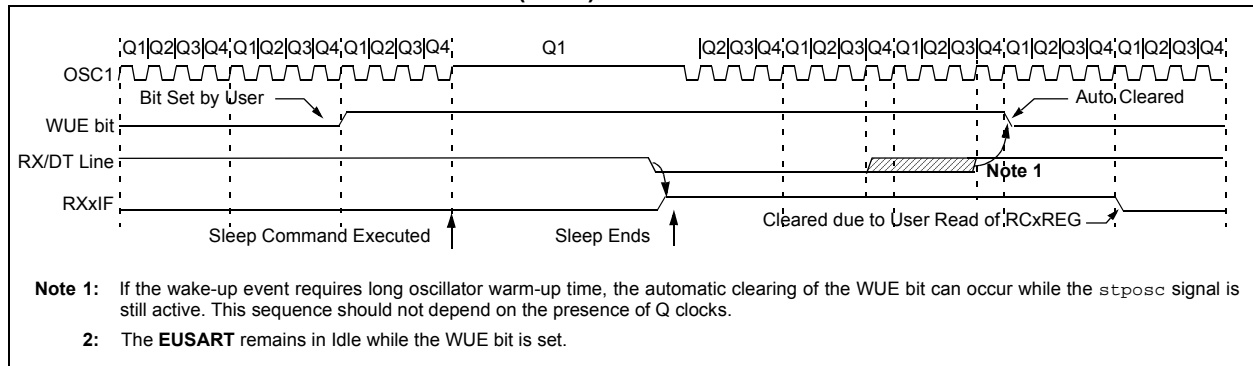 Q1|Q2|Q3|Q4|Q1|Q2|Q3|Q4|Q1|Q2|Q3|Q4 Q1 Q2|Q3|Q4|Q1|Q2|Q3|Q4|Q1|Q2|Q3|Q4|Q1|Q2|Q3|Q4|Q1|Q2|Q3|Q4
OSC1
Bit Set by User Auto Cleared
WUE bit
RX/DT Line
Note 1
RXxIF
Cleared due to User Read of RCxREG
Sleep Command Executed Sleep Ends
Note 1: If the wake-up event requires long oscillator warm-up time, the automatic clearing of the WUE bit can occur while the stposc signal is
still active. This sequence should not depend on the presence of Q clocks.
2: The EUSART remains in Idle while the WUE bit is set.